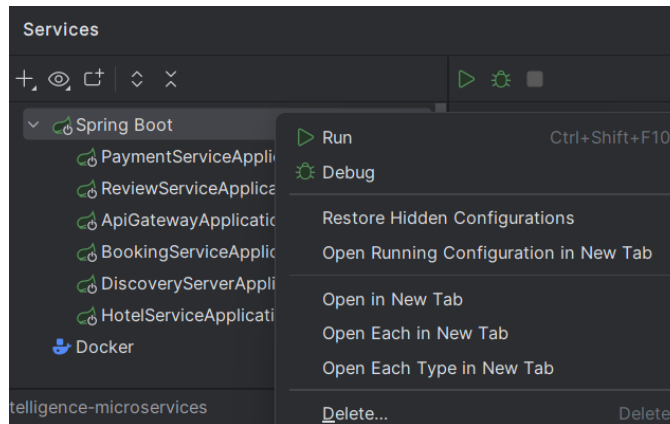 Services
Spring Boot
PaymentServiceAppli
ReviewServiceApplica
ApiGatewayApplicatic
BookingServiceApplic
DiscoveryServerAppli
HotelServiceApplicati
Docker
telligence-microservices
Run Ctrl+Shift+F10
Debug
Restore Hidden Configurations
Open Running Configuration in New Tab
Open in New Tab
Open Each in New Tab
Open Each Type in New Tab
Delete... Delete